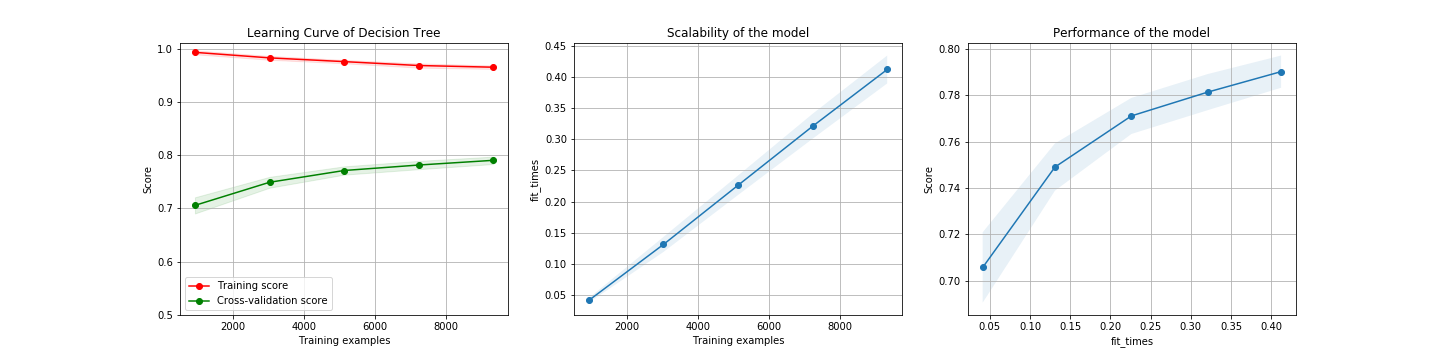 Learning Curve of Decision Tree
1.0
0.9
0.8
0.7
0.6
0.5
Score
Training score
Cross-validation score
2000 4000 6000 8000
Training examples
Scalability of the model
0.45
0.40
0.35
0.30
0.25
0.20
0.15
0.10
0.05
fit_times
2000 4000 6000 8000
Training examples
Performance of the model
0.80
0.78
0.76
0.74
0.72
0.70
Score
0.05 0.10 0.15 0.20 0.25 0.30 0.35 0.40
fit_times